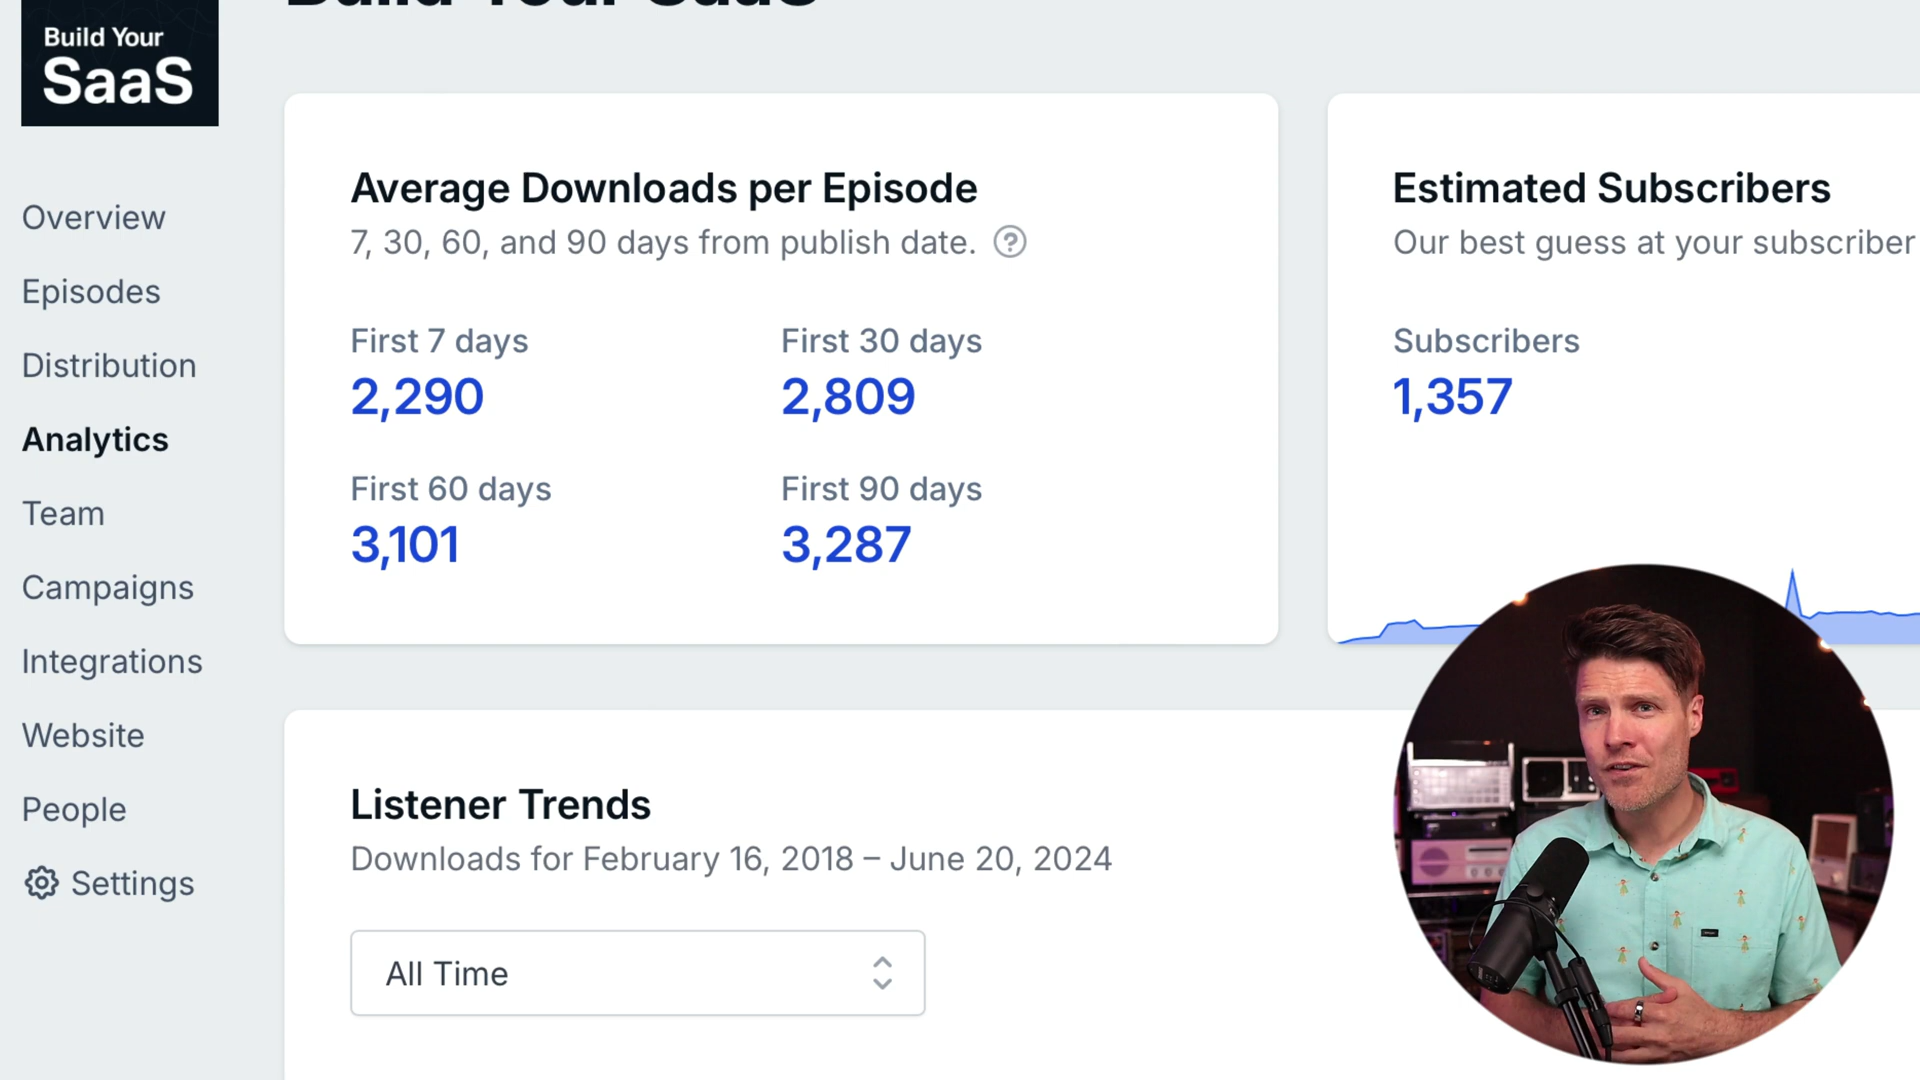 Build Your SaaS
Build Your
SaaS
Overview
Episodes
Distribution
Analytics
Team
Campaigns
Integrations
Website
People
Settings
Average Downloads per Episode
7, 30, 60, and 90 days from publish date. ?
First 7 days
2,290
First 30 days
2,809
First 60 days
3,101
First 90 days
3,287
Estimated Subscribers
Our best guess at your subscriber
Subscribers
1,357
Listener Trends
Downloads for February 16, 2018 – June 20, 2024
All Time